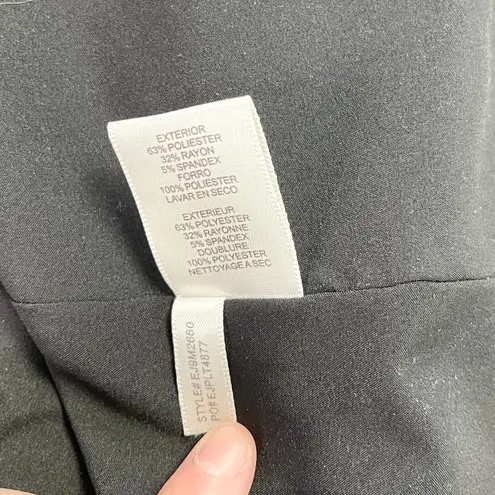 EXTERIOR
63% POLIESTER
32% RAYON
5% SPANDEX
FORRO
100% POLIESTER
LAVAR EN SECO
EXTERIEUR
63% POLYESTER
32% RAYONNE
5% SPANDEX
DOUBLURE
100% POLYESTER
NETTOYAGE A SEC
STYLE# EJ9M2660
PO# EJPLT4877